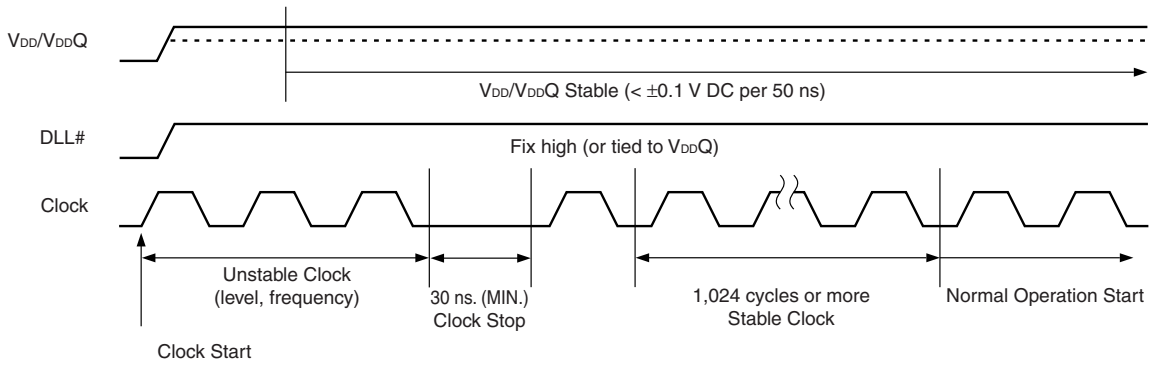 VDD/VDDQ
VDD/VDDQ Stable (< ±0.1 V DC per 50 ns)
DLL#
Fix high (or tied to VDDQ)
Clock
Unstable Clock
(level, frequency)
30 ns. (MIN.)
Clock Stop
1,024 cycles or more
Stable Clock
Normal Operation Start
Clock Start